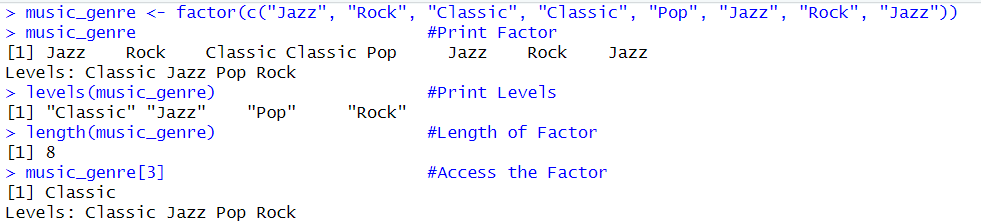 > music_genre <- factor(c("Jazz", "Rock", "Classic", "Classic", "Pop", "Jazz", "Rock", "Jazz"))
> music_genre                             #Print Factor
[1] Jazz    Rock    Classic Classic Pop     Jazz    Rock    Jazz
Levels: Classic Jazz Pop Rock
> levels(music_genre)                     #Print Levels
[1] "Classic" "Jazz"    "Pop"     "Rock"
> length(music_genre)                     #Length of Factor
[1] 8
> music_genre[3]                          #Access the Factor
[1] Classic
Levels: Classic Jazz Pop Rock